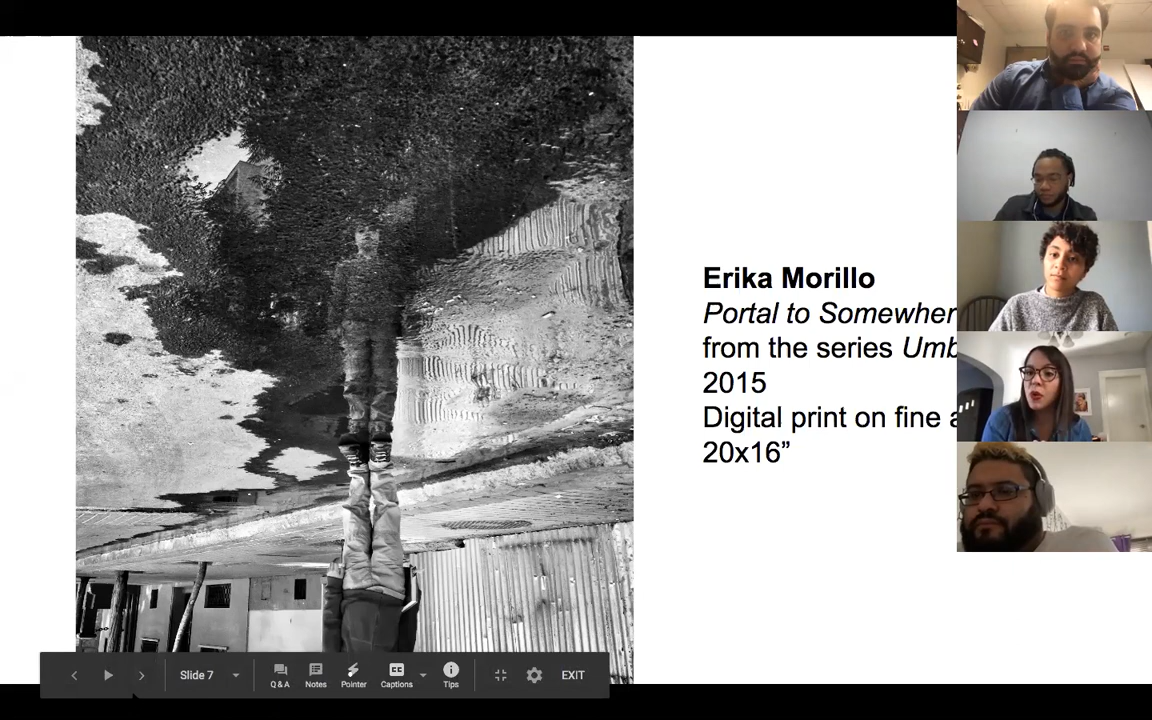 Erika Morillo
Portal to Somewher
from the series Umb
2015
Digital print on fine a
20x16”
Slide 7
Q & A
Notes
Pointer
Captions
Tips
EXIT
CC